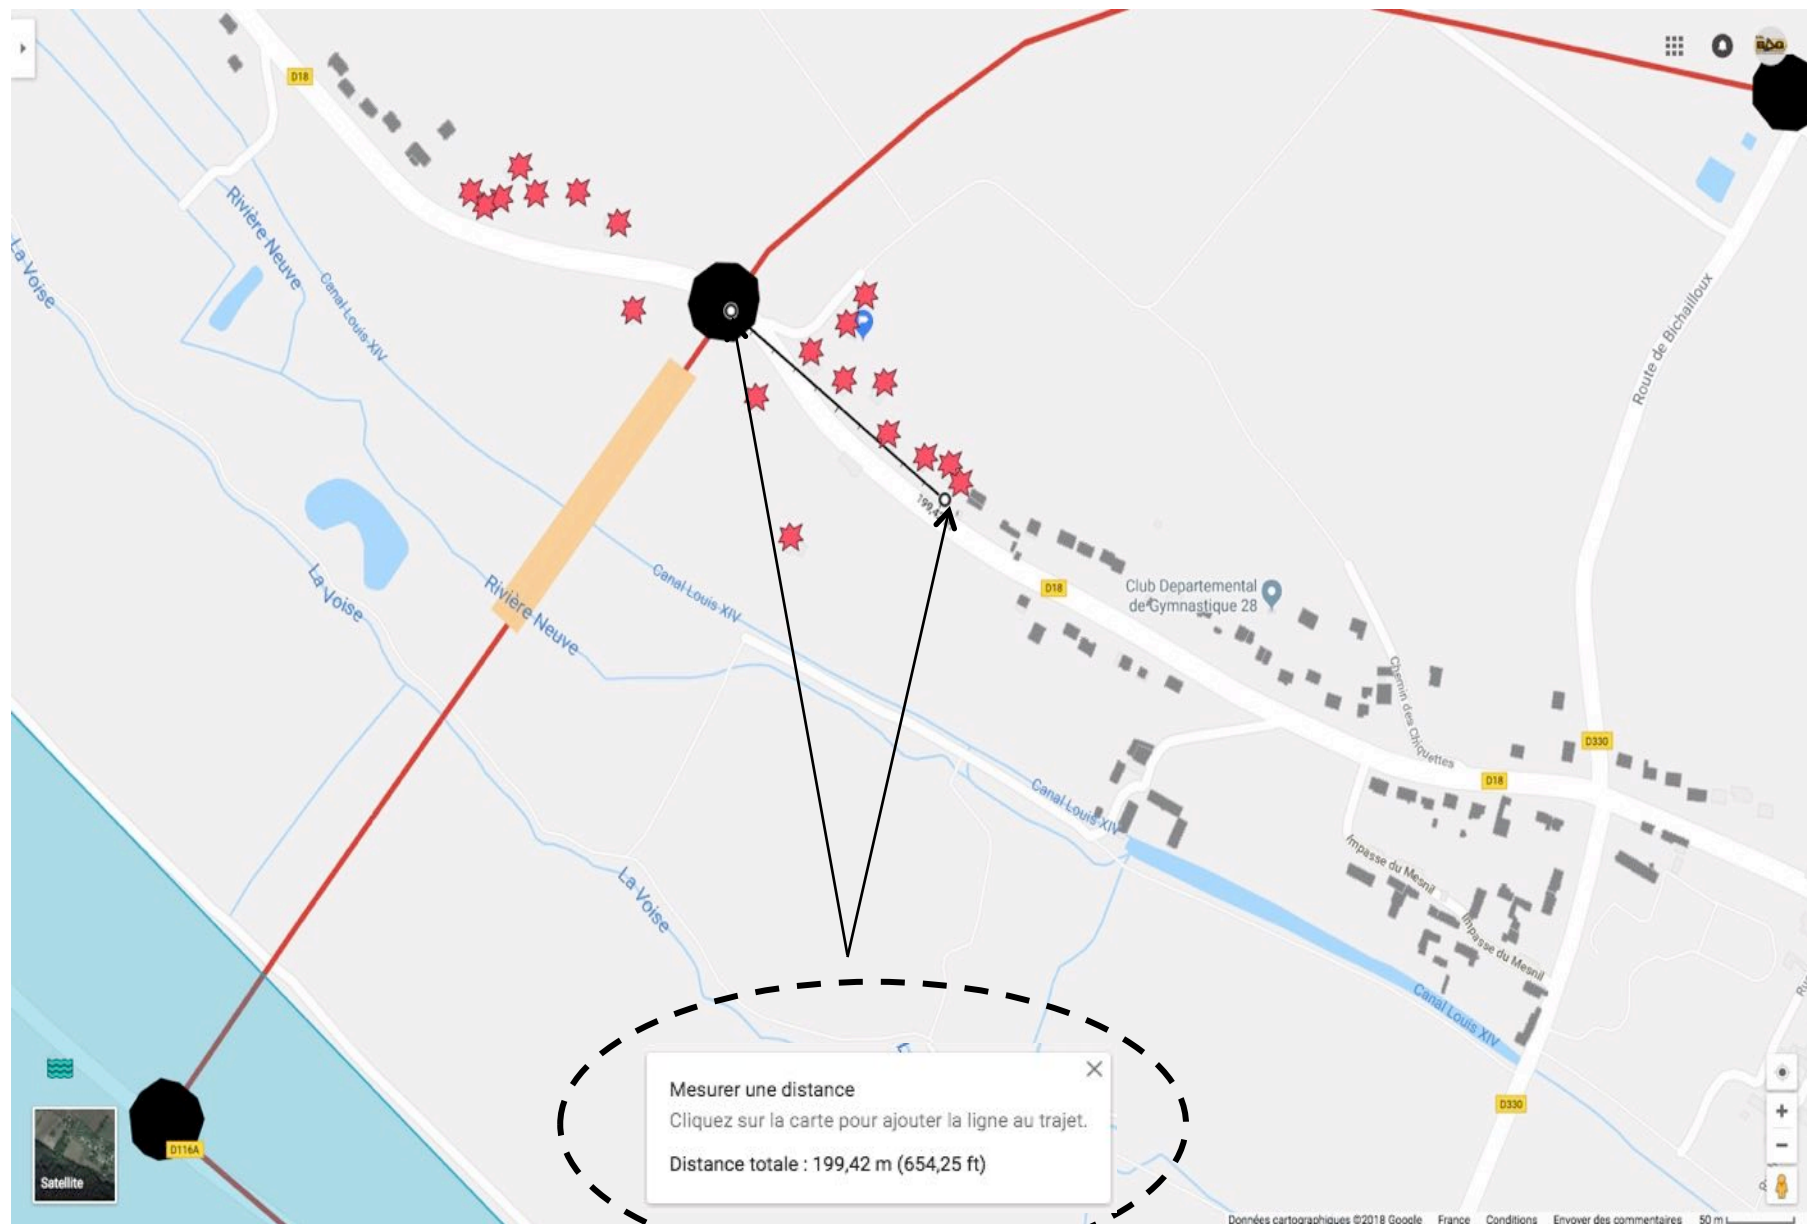 D18
Rivière Neuve
La Voise
Canal Louis XIV
Route de Bichailloux
199,4
Canal Louis XIV
Rivière Neuve
La Voise
D18
Club Departemental
de Gymnastique 28
Chemin des Chiquettes
D330
D18
Canal Louis XIV
Impasse du Mesnil
La Voise
Impasse du Mesnil
Canal Louis XIV
Mesurer une distance
Cliquez sur la carte pour ajouter la ligne au trajet.
Distance totale : 199,42 m (654,25 ft)
D330
D116A
Satellite
Données cartographiques ©2018 Google France Conditions Envoyer des commentaires 50 m